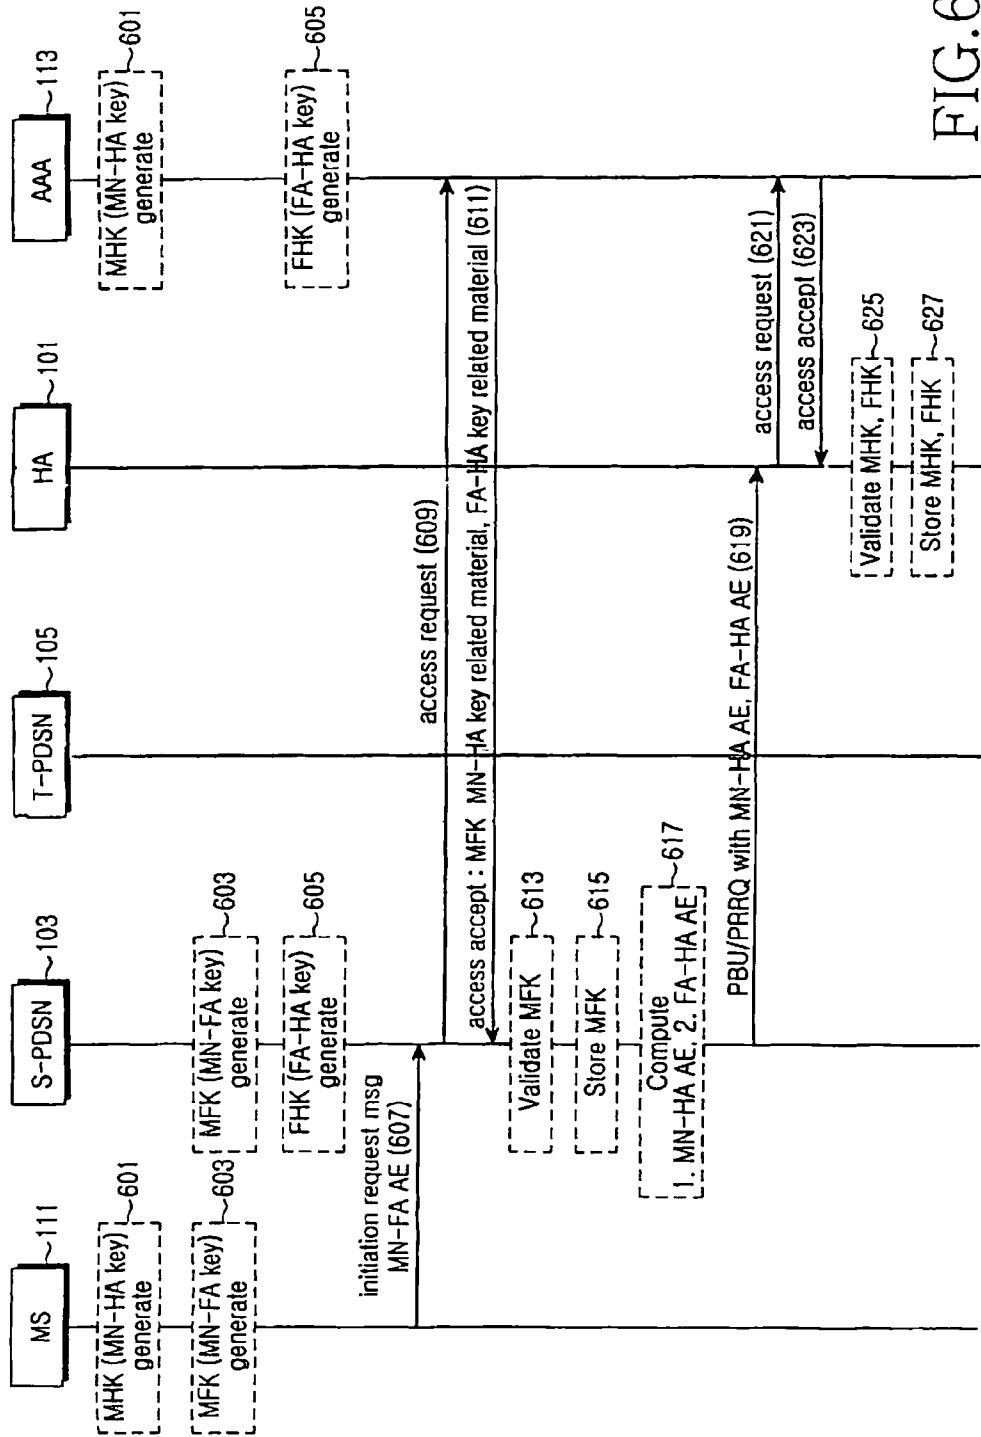 MS
111
S-PDSN
103
T-PDSN
105
HA
101
AAA
113
MHK (MN-HA key)
generate
601
MHK (MN-HA key)
generate
601
MFK (MN-FA key)
generate
603
MFK (MN-FA key)
generate
603
FHK (FA-HA key)
generate
605
FHK (FA-HA key)
generate
605
initiation request msg
MN-FA AE (607)
access request (609)
access accept : MFK MN-HA key related material, FA-HA key related material (611)
Validate MFK
613
Store MFK
615
Compute
1. MN-HA AE, 2. FA-HA AE
617
PBU/PRRQ with MN-HA AE, FA-HA AE (619)
access request (621)
access accept (623)
Validate MHK, FHK
625
Store MHK, FHK
627
FIG.6